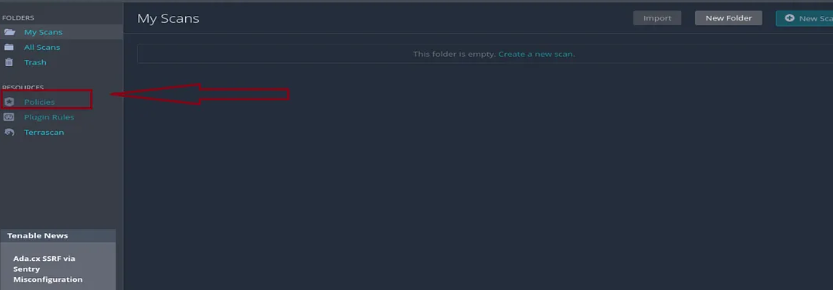 FOLDERS
My Scans
All Scans
Trash
RESOURCES
Policies
Plugin Rules
Terrascan
Tenable News
Ada.cx SSRF via
Sentry
Misconfiguration
My Scans
Import
New Folder
New Sca
This folder is empty. Create a new scan.